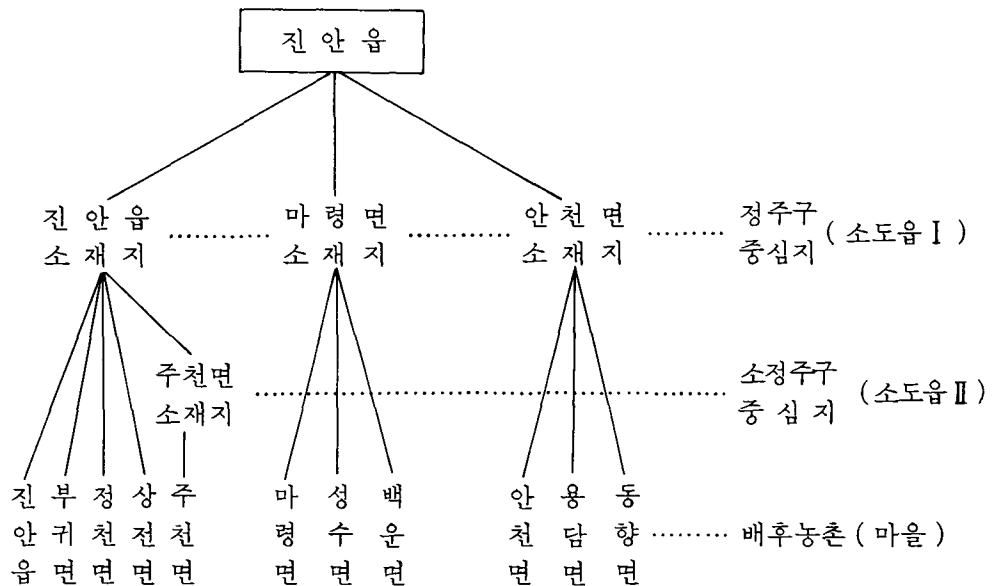 진안읍
진안읍 마령면 안천면 정주구
소재지 ········ 소재지 ········ 소재지 ········ 중심지 ( 소도읍 Ⅰ )
주천면 소정주구
소재지 ········ 중심지 ( 소도읍 Ⅱ )
진 부 정 상 주 마 성 백 안 용 동
안 귀 천 전 천 령 수 운 천 담 향 ········ 배후농촌 ( 마을 )
읍 면 면 면 면 면 면 면 면 면 면